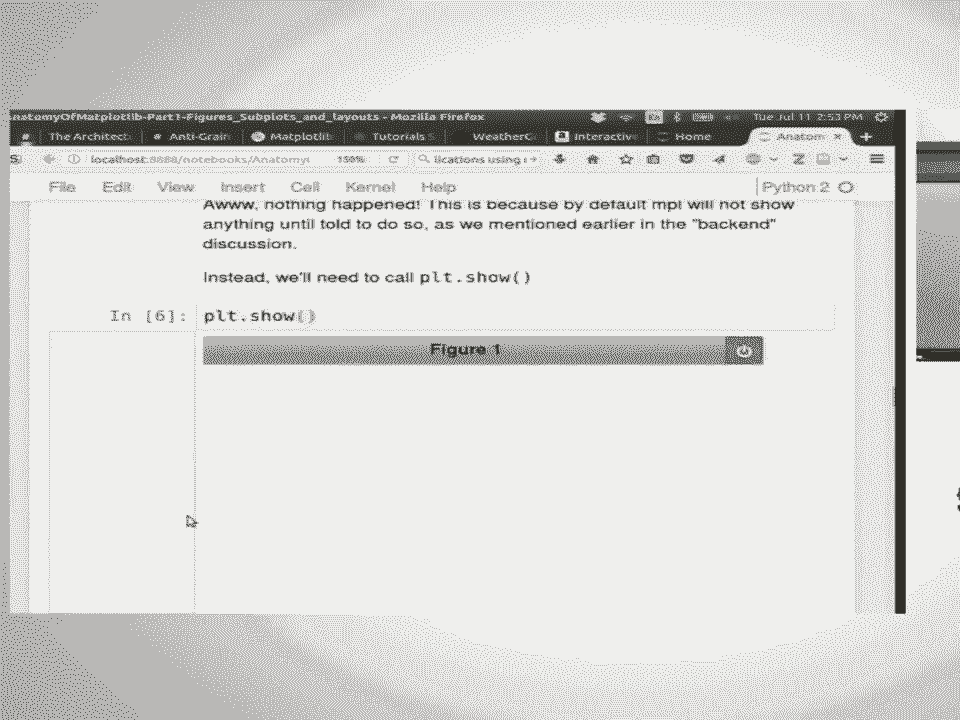 anatomyOfMatplotlib-Part1-Figures_Subplots_and_layouts - Mozilla Firefox
En
Tue Jul 11 2:53 PM
The Architect
Anti-Grain
Matplotlib
Tutorials
WeatherC
Interactive
Home
Anatom
localhost:8888/notebooks/Anatomy
150%
lications using
File Edit View Insert Cell Kernel Help
Python 2
Awww, nothing happened! This is because by default mpl will not show
anything until told to do so, as we mentioned earlier in the "backend"
discussion.
Instead, we'll need to call plt.show()
In [6]: plt.show()
Figure 1